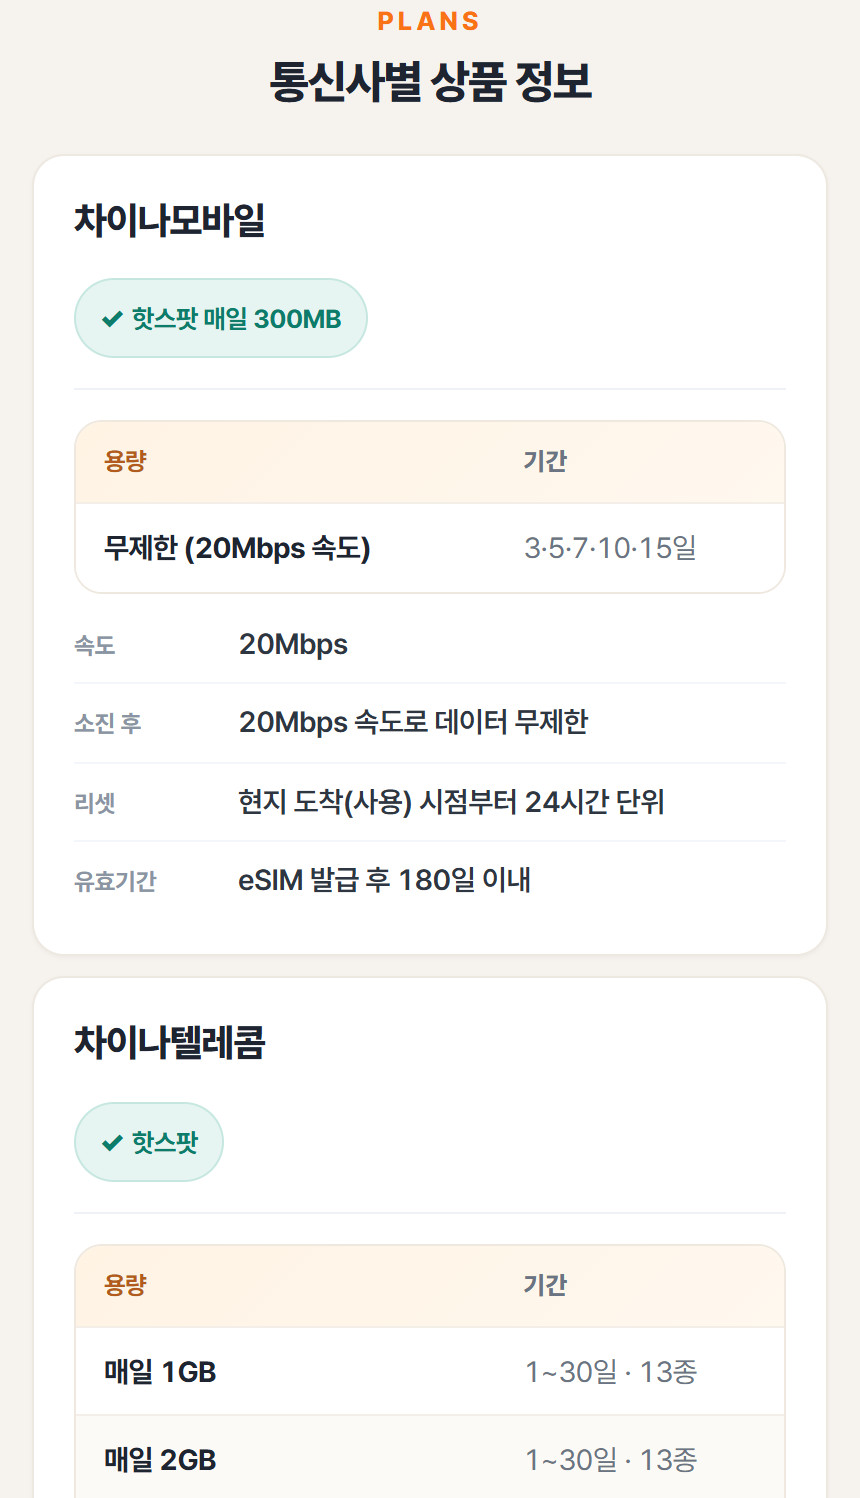 PLANS
통신사별 상품 정보
차이나모바일
✔ 핫스팟 매일 300MB
용량 기간
무제한 (20Mbps 속도) 3·5·7·10·15일
속도 20Mbps
소진 후 20Mbps 속도로 데이터 무제한
리셋 현지 도착(사용) 시점부터 24시간 단위
유효기간 eSIM 발급 후 180일 이내
차이나텔레콤
✔ 핫스팟
용량 기간
매일 1GB 1~30일 · 13종
매일 2GB 1~30일 · 13종